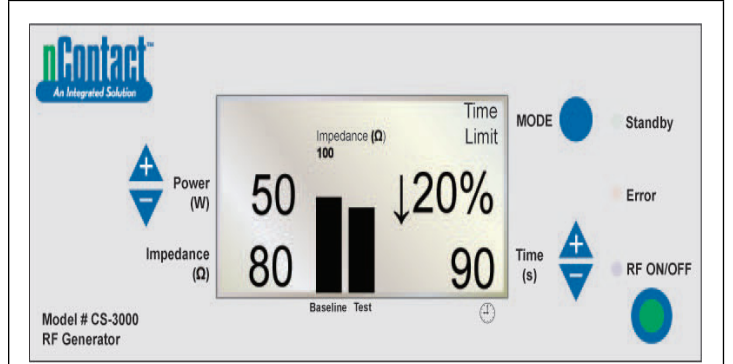 nContact™
An Integrated Solution
Time
Limit
Impedance (Ω)
100
MODE
Standby
+
−
Power
(W)
50
↓20%
Error
Impedance
(Ω)
80
90
Time
(s)
+
−
RF ON/OFF
Baseline Test
Model # CS-3000
RF Generator